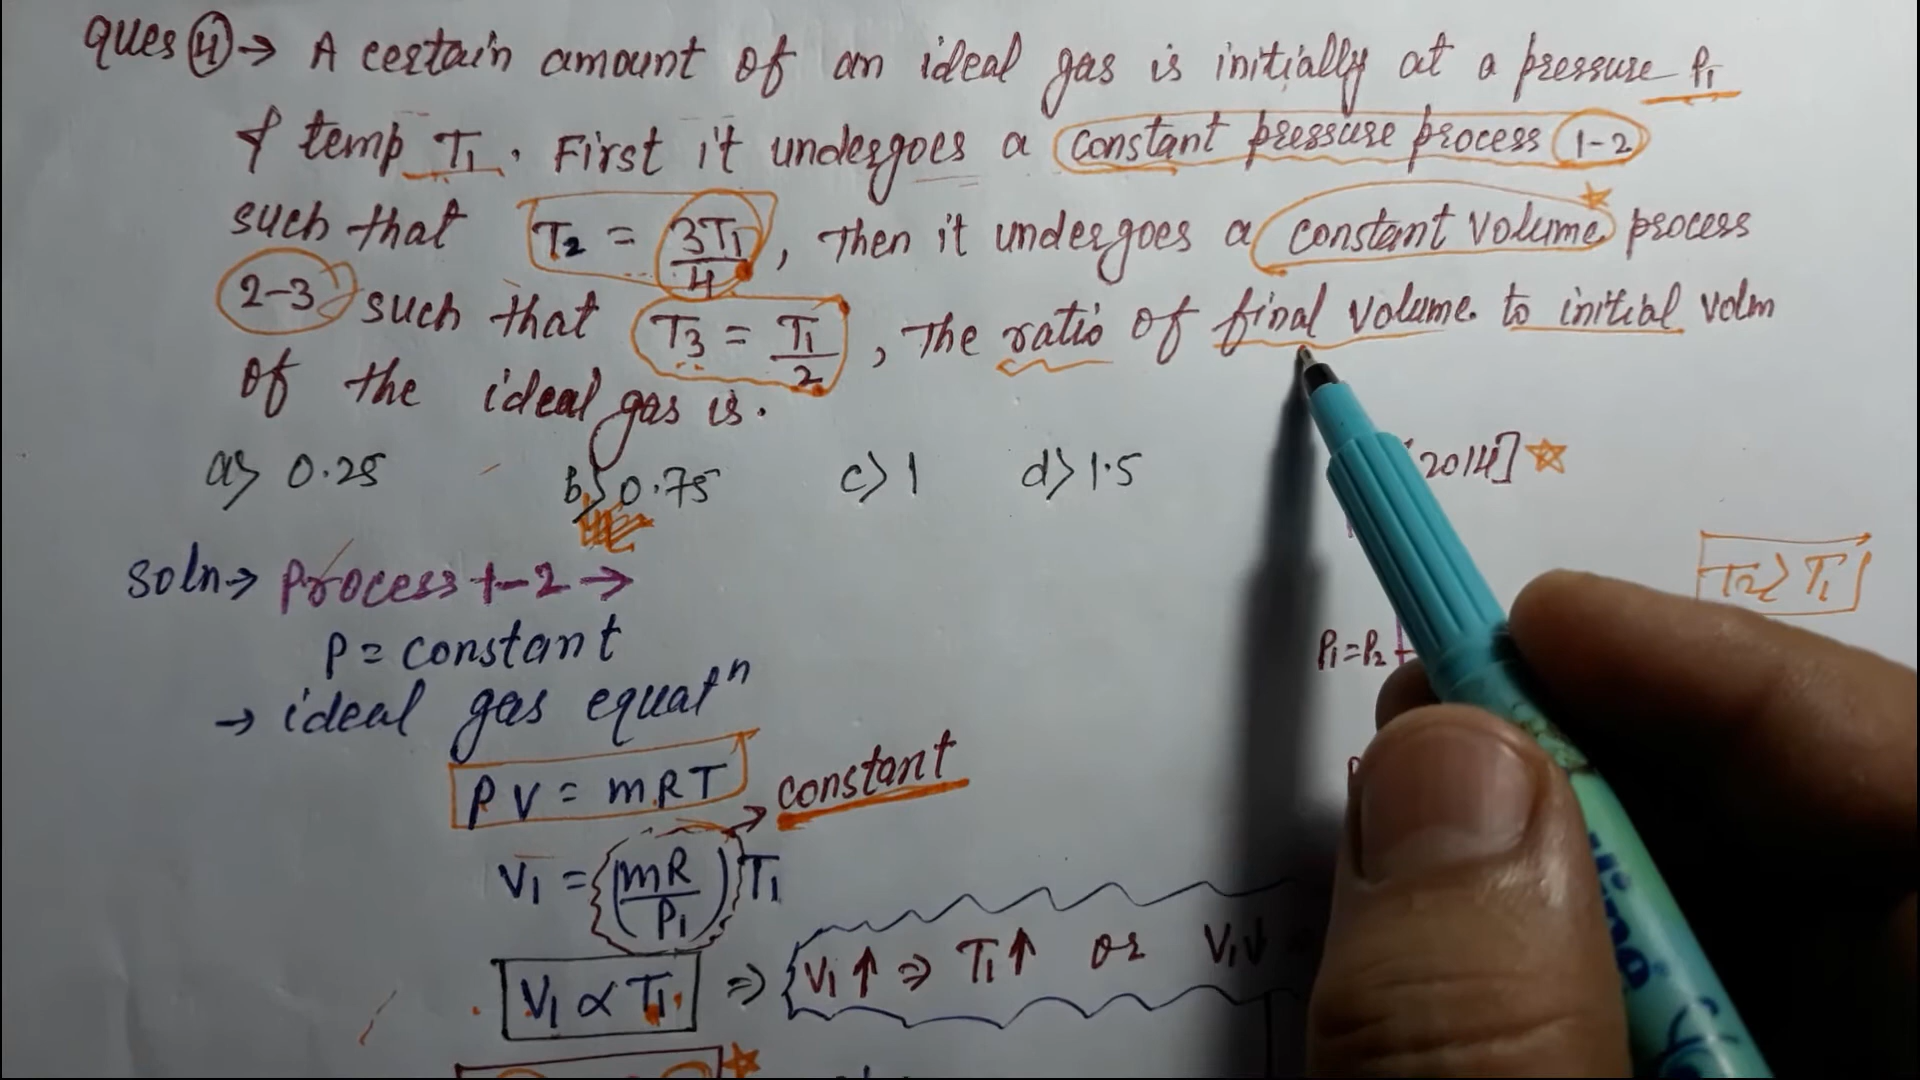 ques (4) → A certain amount of an ideal gas is initially at a pressure P1
& temp T1. First it undergoes a constant pressure process 1-2
such that T2 = 3T1/4, Then it undergoes a constant volume process
2-3 such that T3 = T1/2, The ratio of final volume to initial volm
of the ideal gas is.
a) 0.25 b) 0.75 c) 1 d) 1.5
2014]
soln → process 1-2 →
P = constant
→ ideal gas equatn
PV = mRT → constant
V1 = (mR/P1) T1
V1 ∝ T1 ⇒ V1↑ ⇒ T1↑ or V1↓
T2 > T1
P1=P2